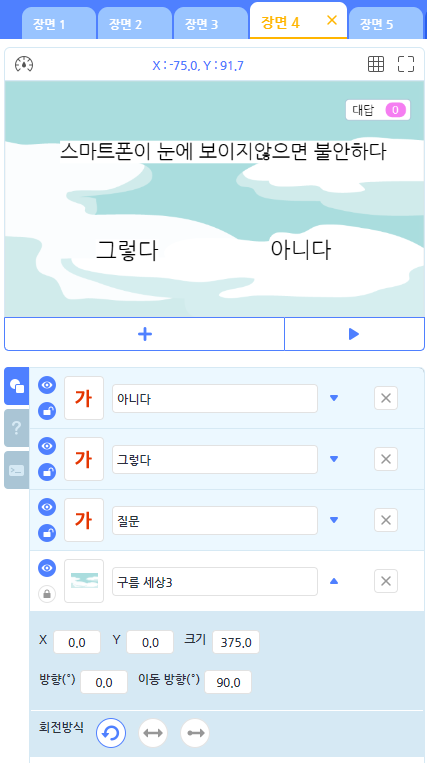 장면 1 장면 2 장면 3 장면 4 장면 5
X : -75.0, Y : 91.7
대답 0
스마트폰이 눈에 보이지않으면 불안하다
그렇다 아니다
가 아니다
가 그렇다
?
가 질문
구름 세상3
X 0.0 Y 0.0 크기 375.0
방향(°) 0.0 이동 방향(°) 90.0
회전방식